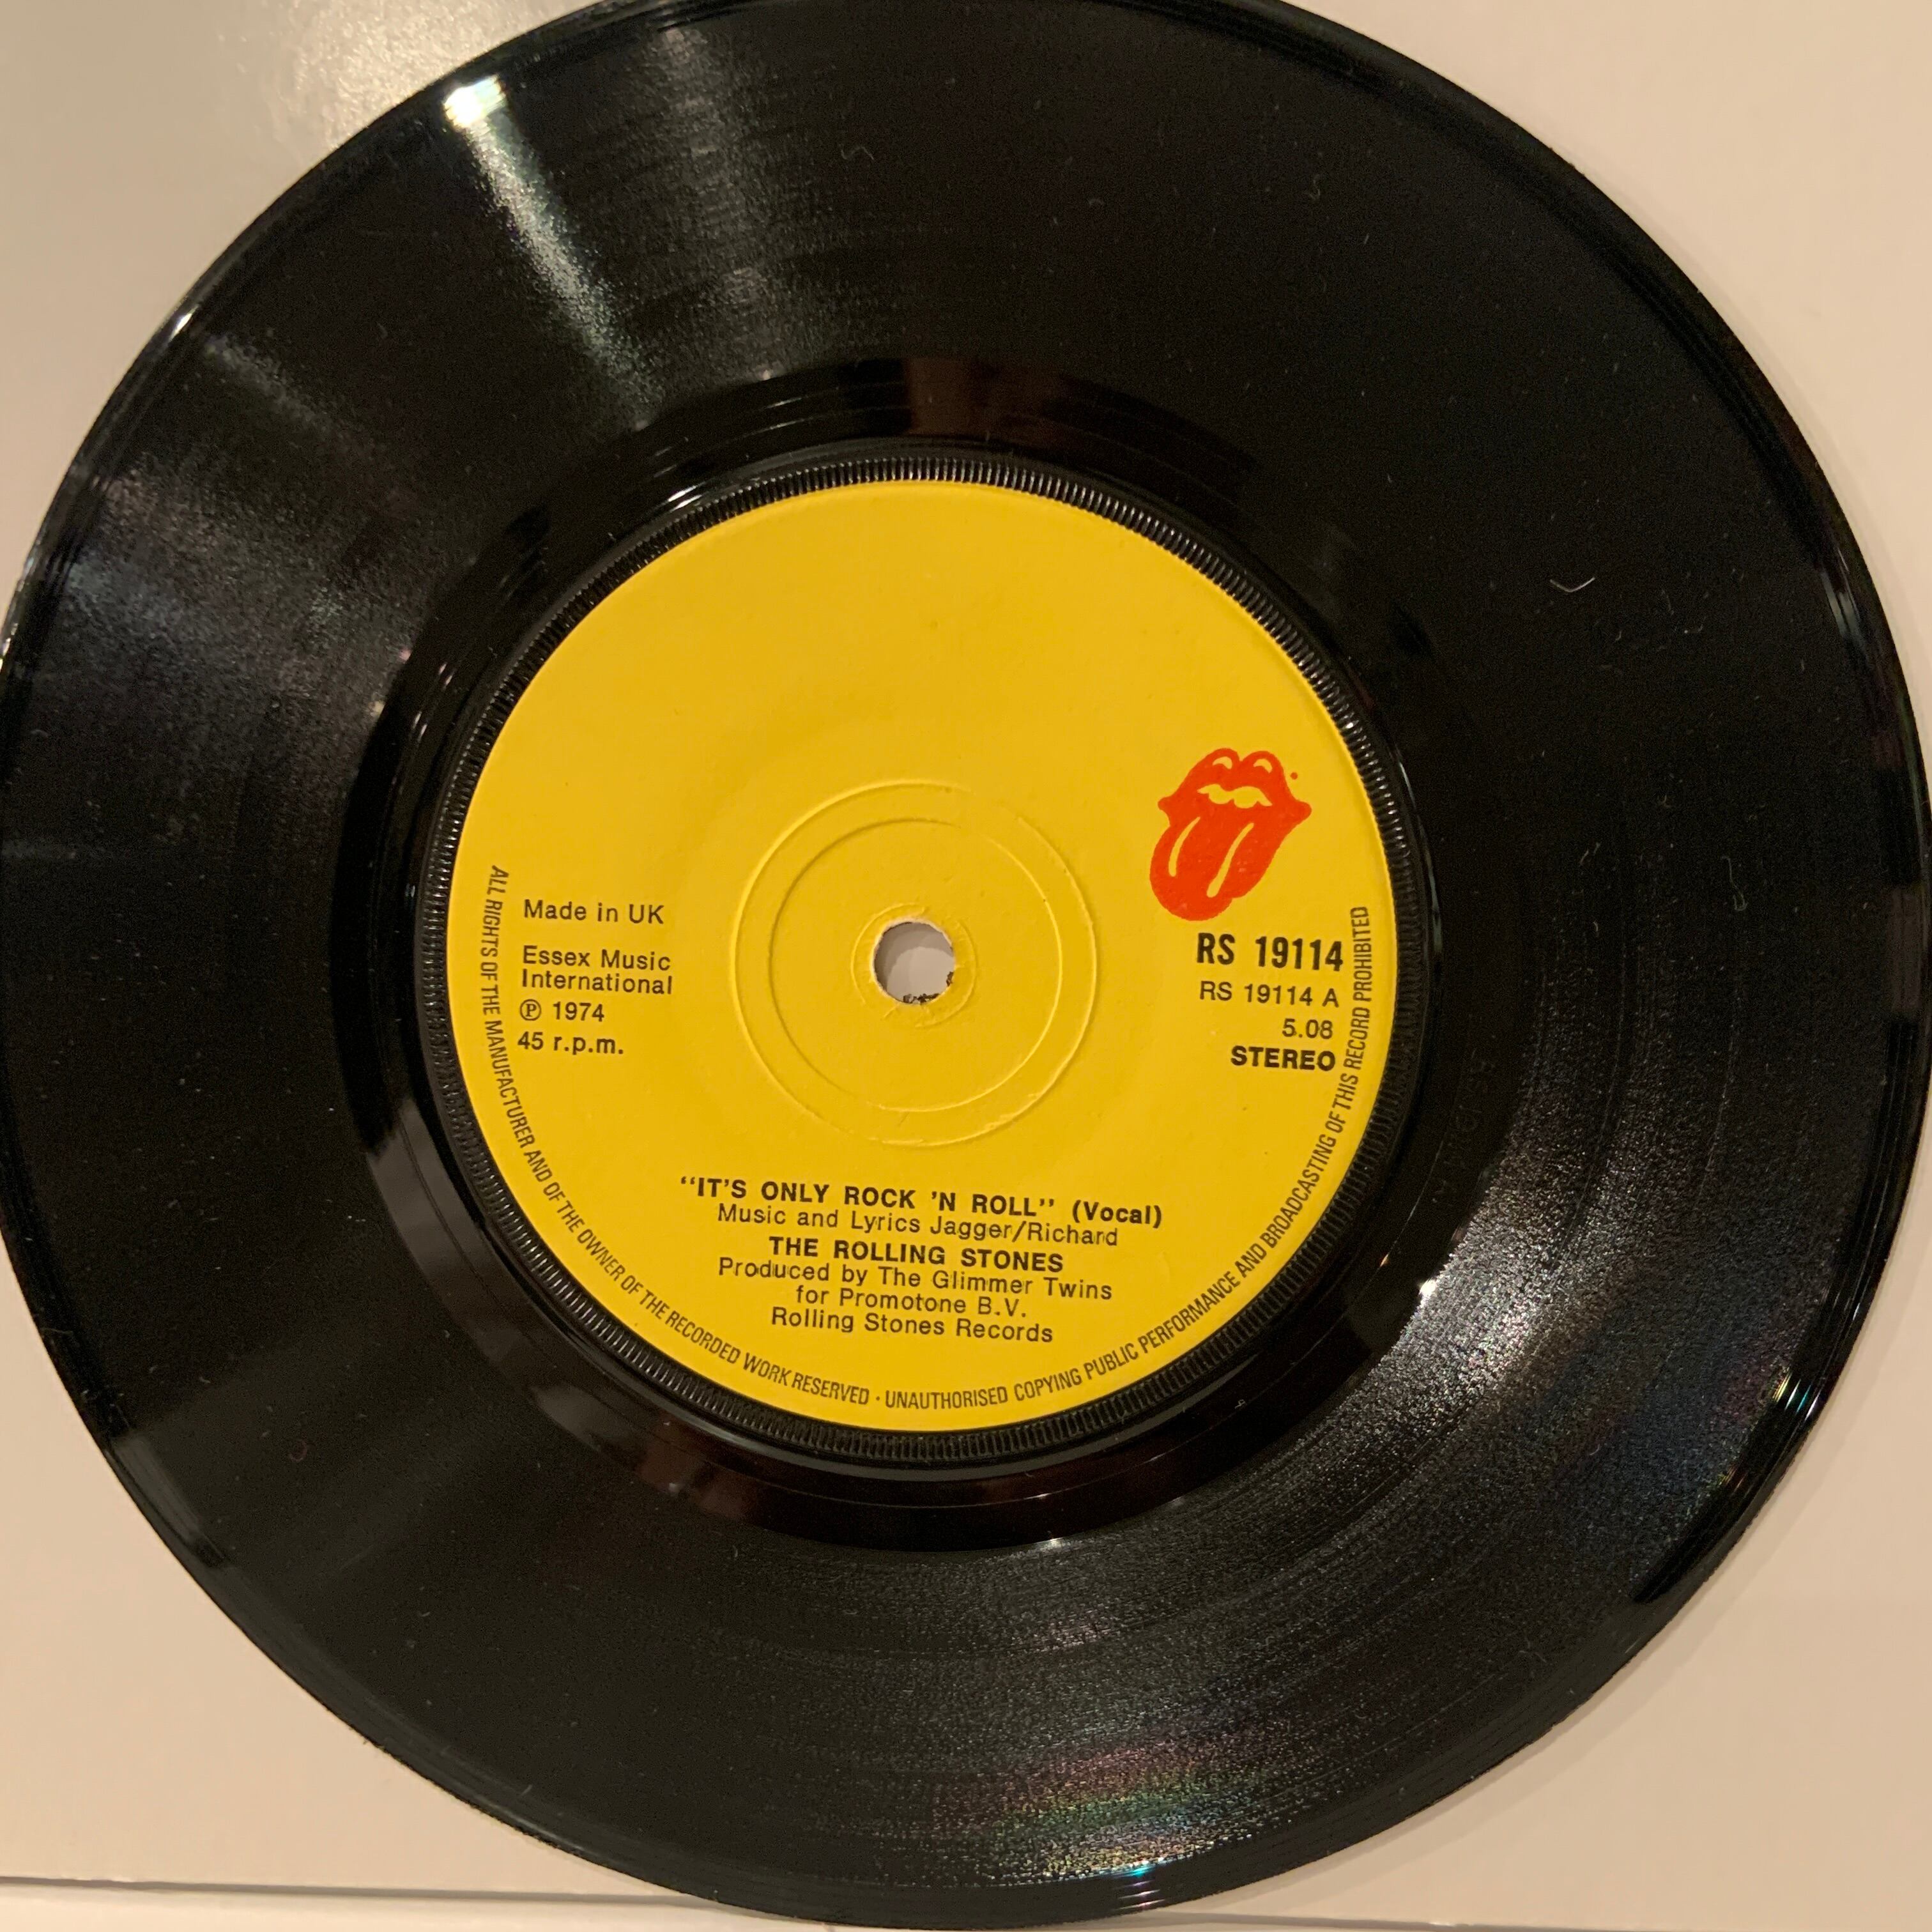 Made in UK
Essex Music
International
℗ 1974
45 r.p.m.
RS 19114
RS 19114 A
5.08
STEREO
“IT'S ONLY ROCK 'N ROLL” (Vocal)
Music and Lyrics Jagger/Richard
THE ROLLING STONES
Produced by The Glimmer Twins
for Promotone B.V.
Rolling Stones Records
ALL RIGHTS OF THE MANUFACTURER AND OF THE OWNER OF THE RECORDED WORK RESERVED · UNAUTHORISED COPYING PUBLIC PERFORMANCE AND BROADCASTING OF THIS RECORD PROHIBITED